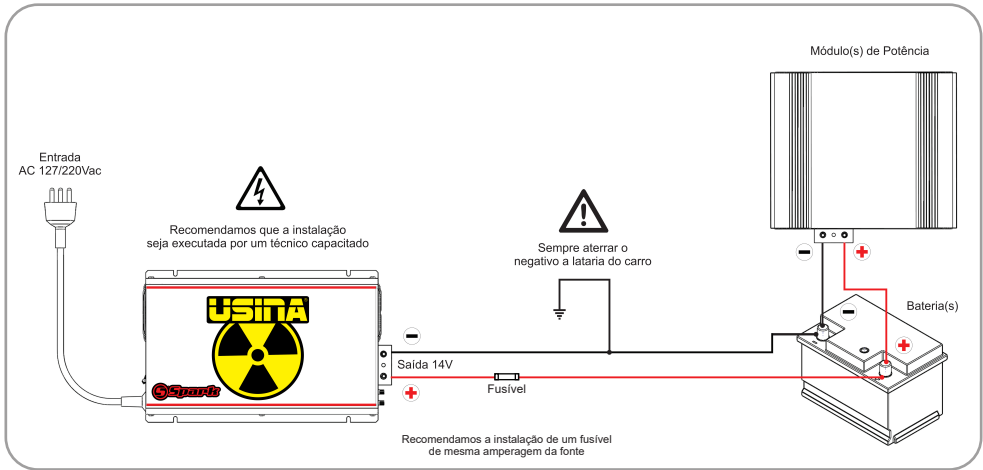 Módulo(s) de Potência
Entrada
AC 127/220Vac
Recomendamos que a instalação
seja executada por um técnico capacitado
Sempre aterrar o
negativo a lataria do carro
Bateria(s)
USINA
Spark
Saída 14V
Fusível
Recomendamos a instalação de um fusível
de mesma amperagem da fonte